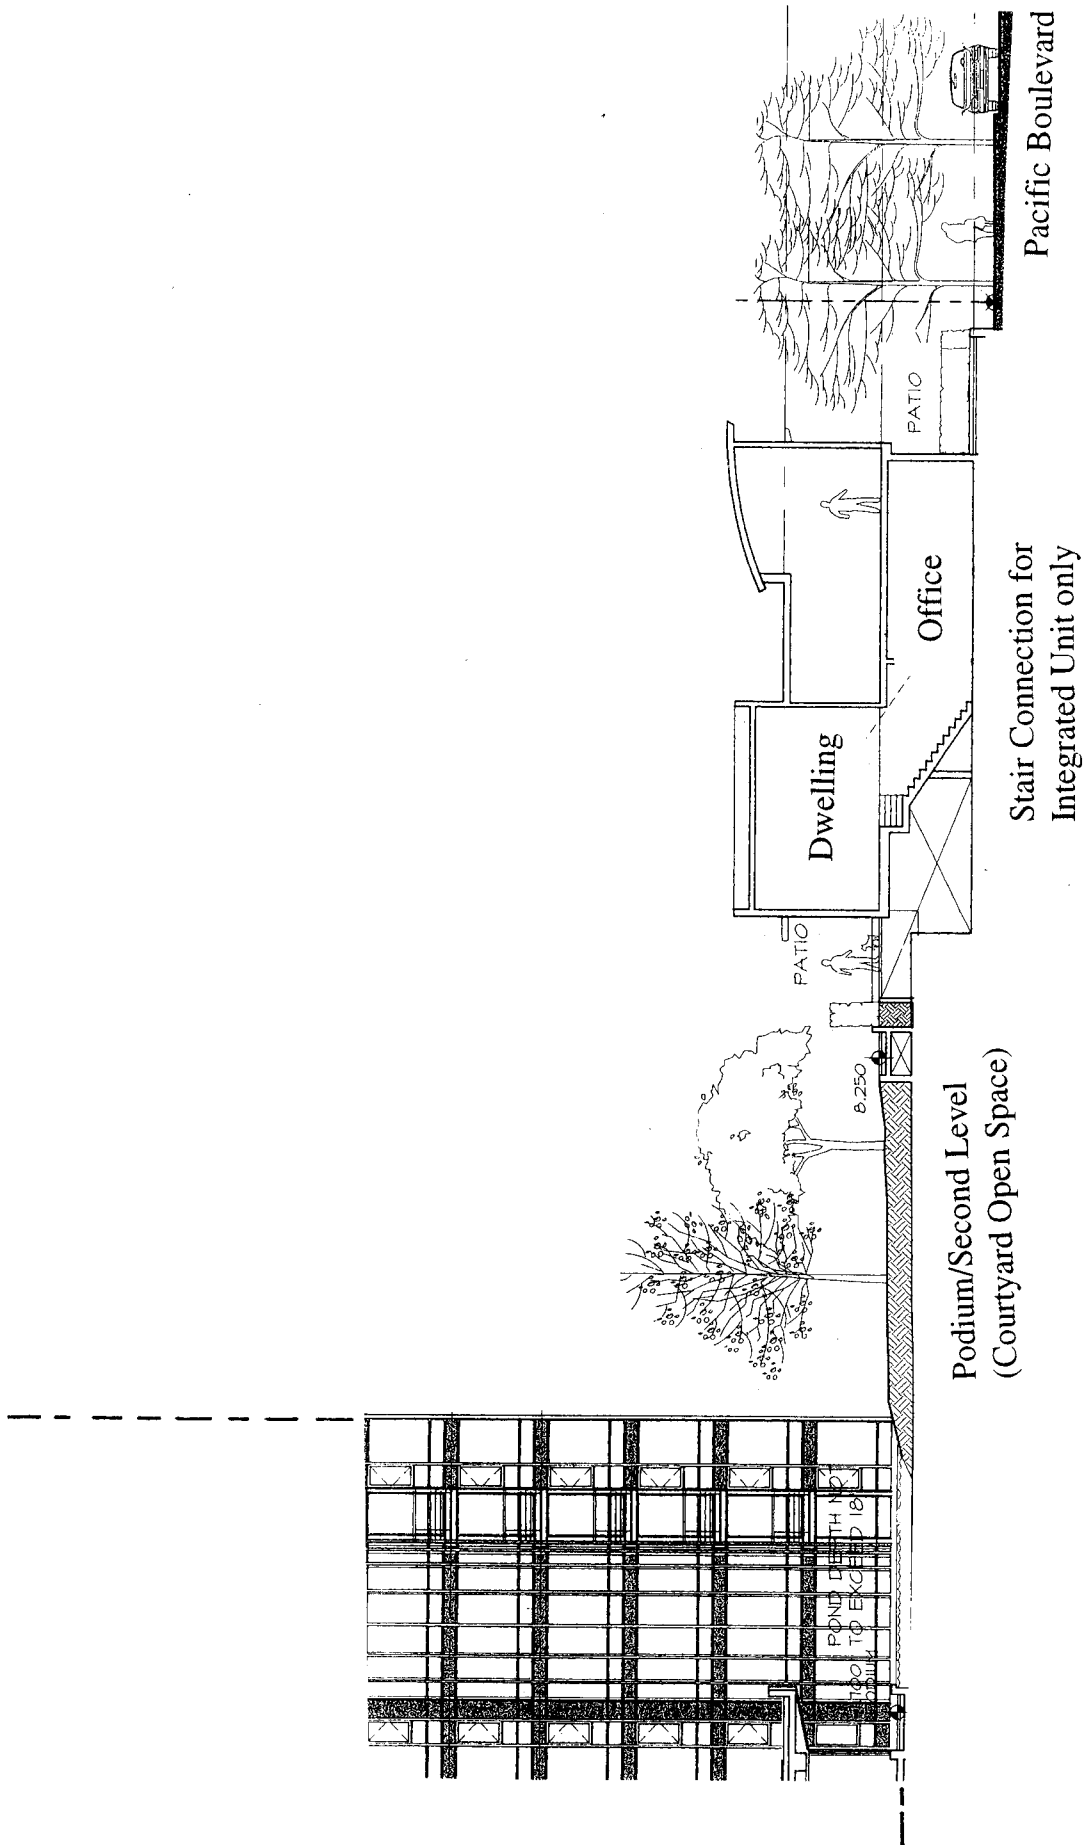 POND DEPTH NOT
TO EXCEED 18"
8.250
PATIO
Dwelling
Office
PATIO
Podium/Second Level
(Courtyard Open Space)
Stair Connection for
Integrated Unit only
Pacific Boulevard